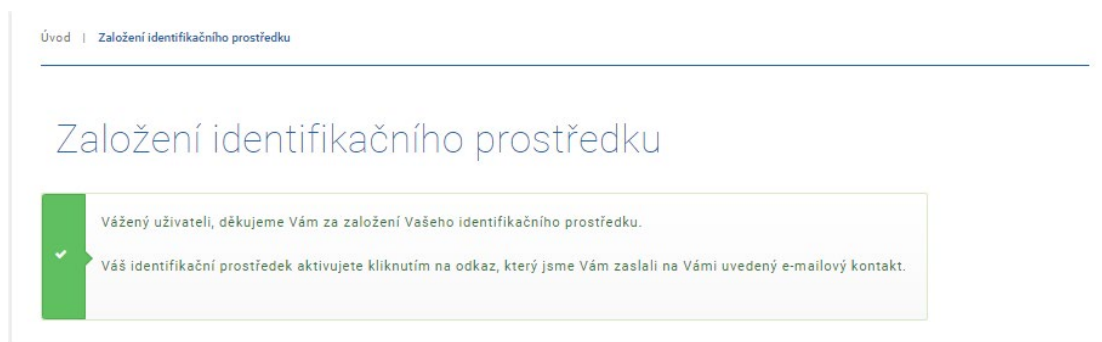 Úvod | Založení identifikačního prostředku
Založení identifikačního prostředku
Vážený uživateli, děkujeme Vám za založení Vašeho identifikačního prostředku.
Váš identifikační prostředek aktivujete kliknutím na odkaz, který jsme Vám zaslali na Vámi uvedený e-mailový kontakt.